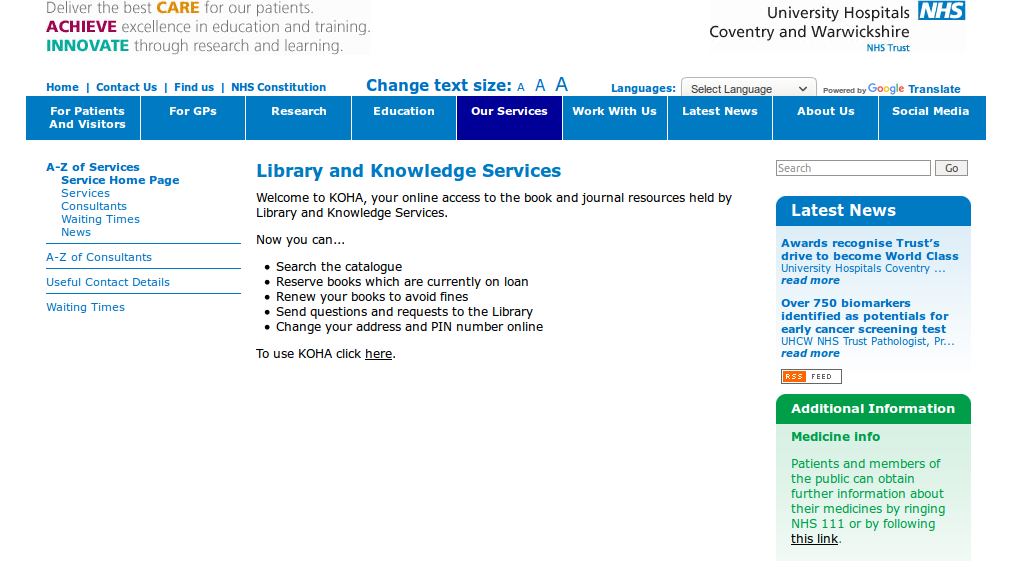 Deliver the best CARE for our patients.
ACHIEVE excellence in education and training.
INNOVATE through research and learning.
University Hospitals NHS
Coventry and Warwickshire
NHS Trust
Home | Contact Us | Find us | NHS Constitution
Change text size: A A A
Languages: Select Language Powered by Google Translate
For Patients And Visitors
For GPs
Research
Education
Our Services
Work With Us
Latest News
About Us
Social Media
A-Z of Services
Service Home Page
Services
Consultants
Waiting Times
News
A-Z of Consultants
Useful Contact Details
Waiting Times
Library and Knowledge Services
Welcome to KOHA, your online access to the book and journal resources held by
Library and Knowledge Services.
Now you can...
• Search the catalogue
• Reserve books which are currently on loan
• Renew your books to avoid fines
• Send questions and requests to the Library
• Change your address and PIN number online
To use KOHA click here.
Search Go
Latest News
Awards recognise Trust's
drive to become World Class
University Hospitals Coventry ...
read more
Over 750 biomarkers
identified as potentials for
early cancer screening test
UHCW NHS Trust Pathologist, Pr...
read more
RSS FEED
Additional Information
Medicine info
Patients and members of
the public can obtain
further information about
their medicines by ringing
NHS 111 or by following
this link.